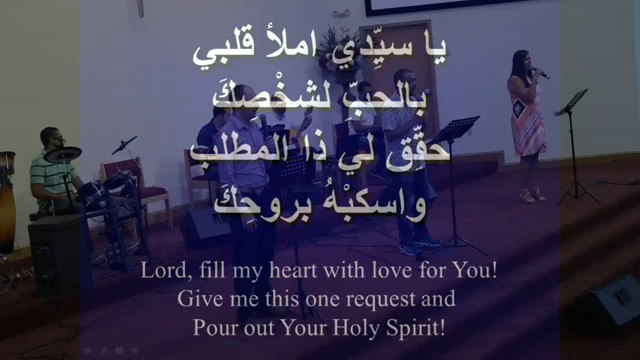 يا سيِّدي املأ قلبي
بالحبِّ لشخْصِكَ
حقّق لي ذا المطلب
واسكبْهُ بروحكَ
Lord, fill my heart with love for You!
Give me this one request and
Pour out Your Holy Spirit!